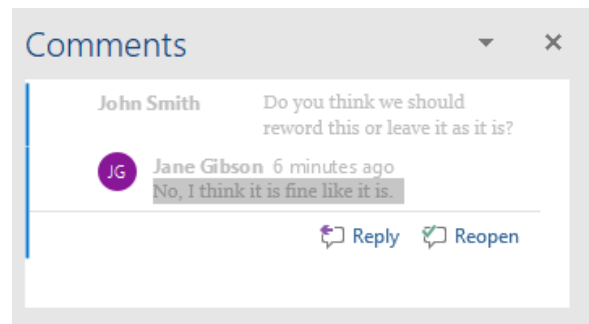 Comments
John Smith Do you think we should
reword this or leave it as it is?
JG Jane Gibson 6 minutes ago
No, I think it is fine like it is.
Reply Reopen